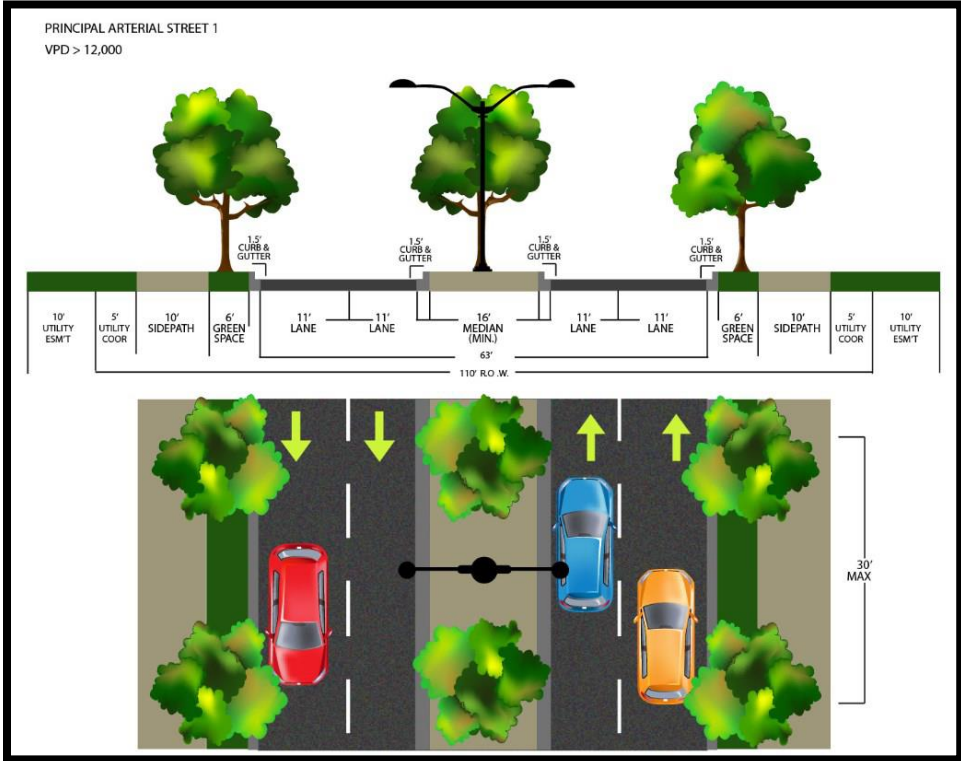 PRINCIPAL ARTERIAL STREET 1
VPD > 12,000
1.5'
CURB &
GUTTER
1.5'
CURB &
GUTTER
1.5'
CURB &
GUTTER
1.5'
CURB &
GUTTER
10'
UTILITY
ESM'T
5'
UTILITY
COOR
10'
SIDEPATH
6'
GREEN
SPACE
11'
LANE
11'
LANE
16'
MEDIAN
(MIN.)
11'
LANE
11'
LANE
6'
GREEN
SPACE
10'
SIDEPATH
5'
UTILITY
COOR
10'
UTILITY
ESM'T
63'
110' R.O.W.
30'
MAX